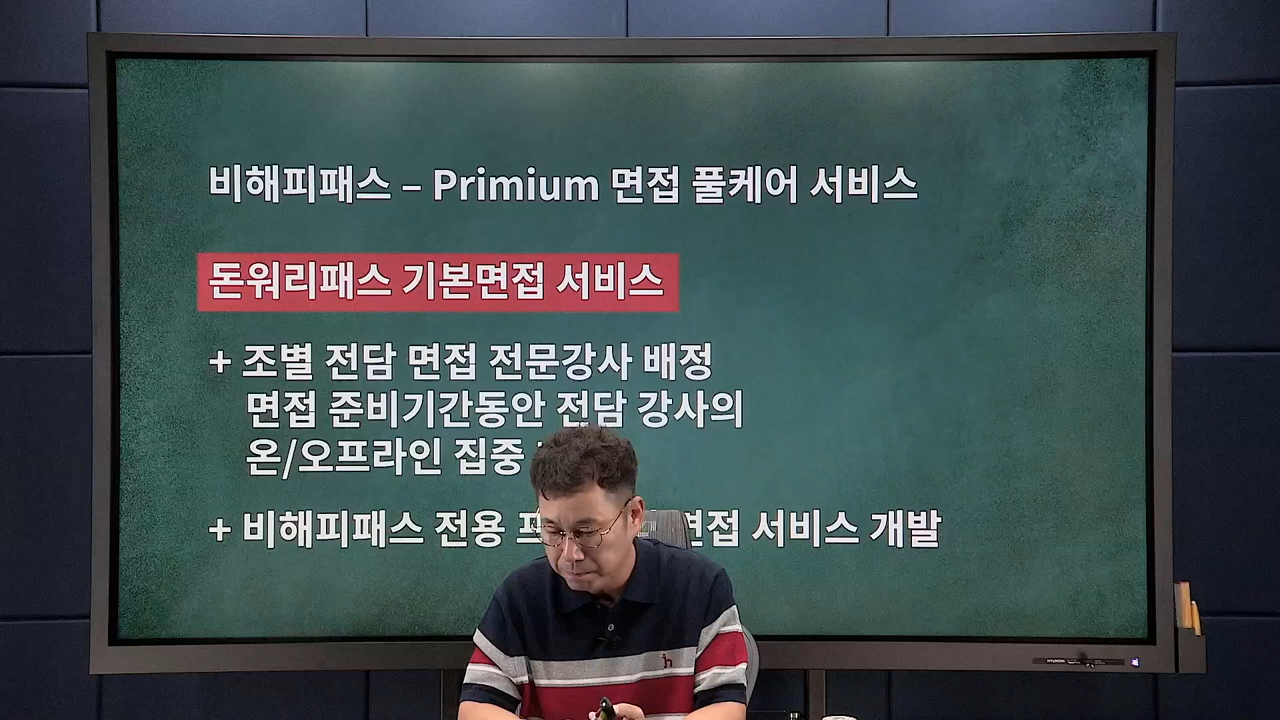 비해피패스 – Primium 면접 풀케어 서비스
돈워리패스 기본면접 서비스
+ 조별 전담 면접 전문강사 배정
면접 준비기간동안 전담 강사의
온/오프라인 집중
+ 비해피패스 전용 면접 서비스 개발
HYUNDAI
h